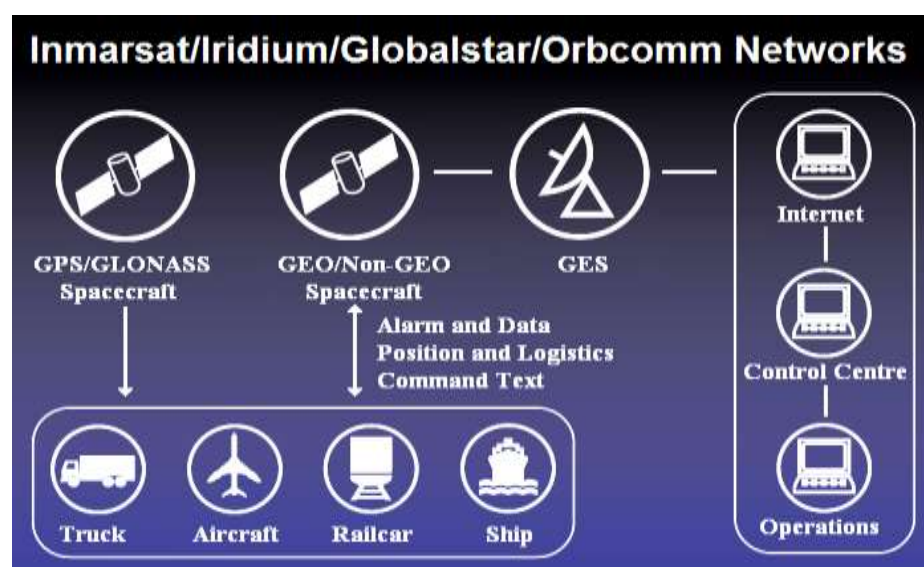 Inmarsat/Iridium/Globalstar/Orbcomm Networks
GPS/GLONASS
Spacecraft
GEO/Non-GEO
Spacecraft
GES
Internet
Alarm and Data
Position and Logistics
Command Text
Control Centre
Truck
Aircraft
Railcar
Ship
Operations